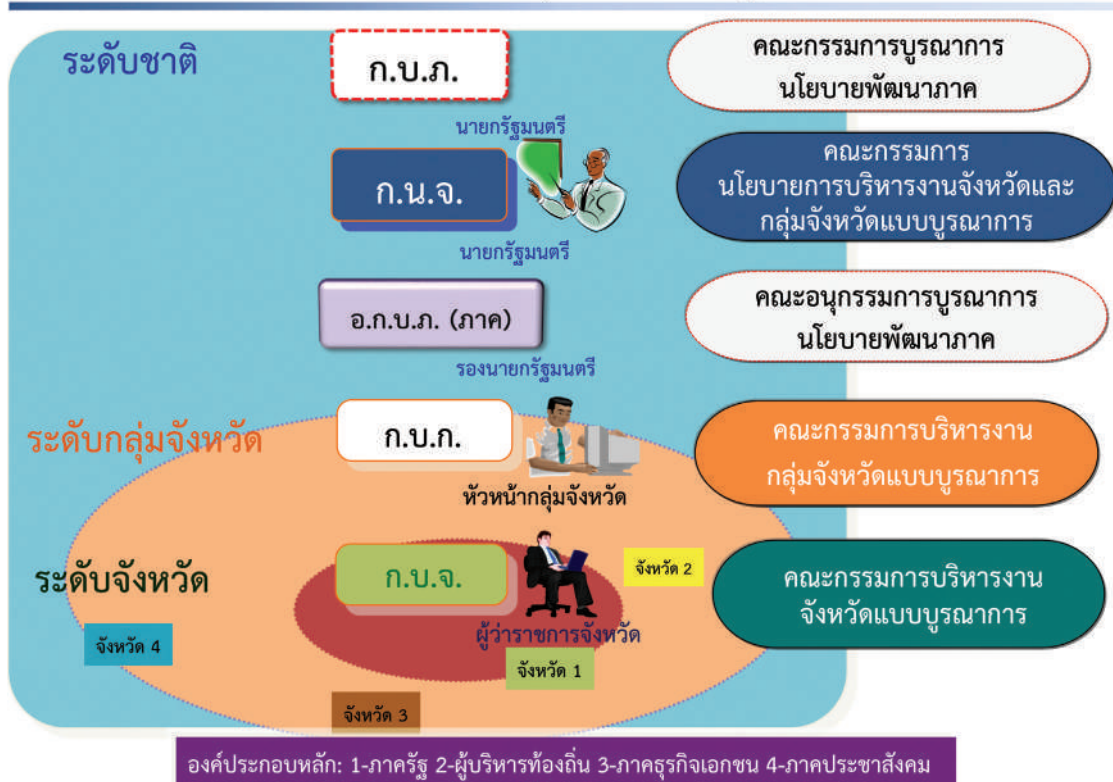 ระดับชาติ
ก.บ.ภ.
คณะกรรมการบูรณาการ
นโยบายพัฒนาภาค
นายกรัฐมนตรี
ก.น.จ.
คณะกรรมการ
นโยบายการบริหารงานจังหวัดและ
กลุ่มจังหวัดแบบบูรณาการ
นายกรัฐมนตรี
อ.ก.บ.ภ. (ภาค)
คณะอนุกรรมการบูรณาการ
นโยบายพัฒนาภาค
รองนายกรัฐมนตรี
ระดับกลุ่มจังหวัด
ก.บ.ก.
คณะกรรมการบริหารงาน
กลุ่มจังหวัดแบบบูรณาการ
หัวหน้ากลุ่มจังหวัด
ระดับจังหวัด
ก.บ.จ.
จังหวัด 2
คณะกรรมการบริหารงาน
จังหวัดแบบบูรณาการ
ผู้ว่าราชการจังหวัด
จังหวัด 4
จังหวัด 1
จังหวัด 3
องค์ประกอบหลัก: 1-ภาครัฐ 2-ผู้บริหารท้องถิ่น 3-ภาคธุรกิจเอกชน 4-ภาคประชาสังคม